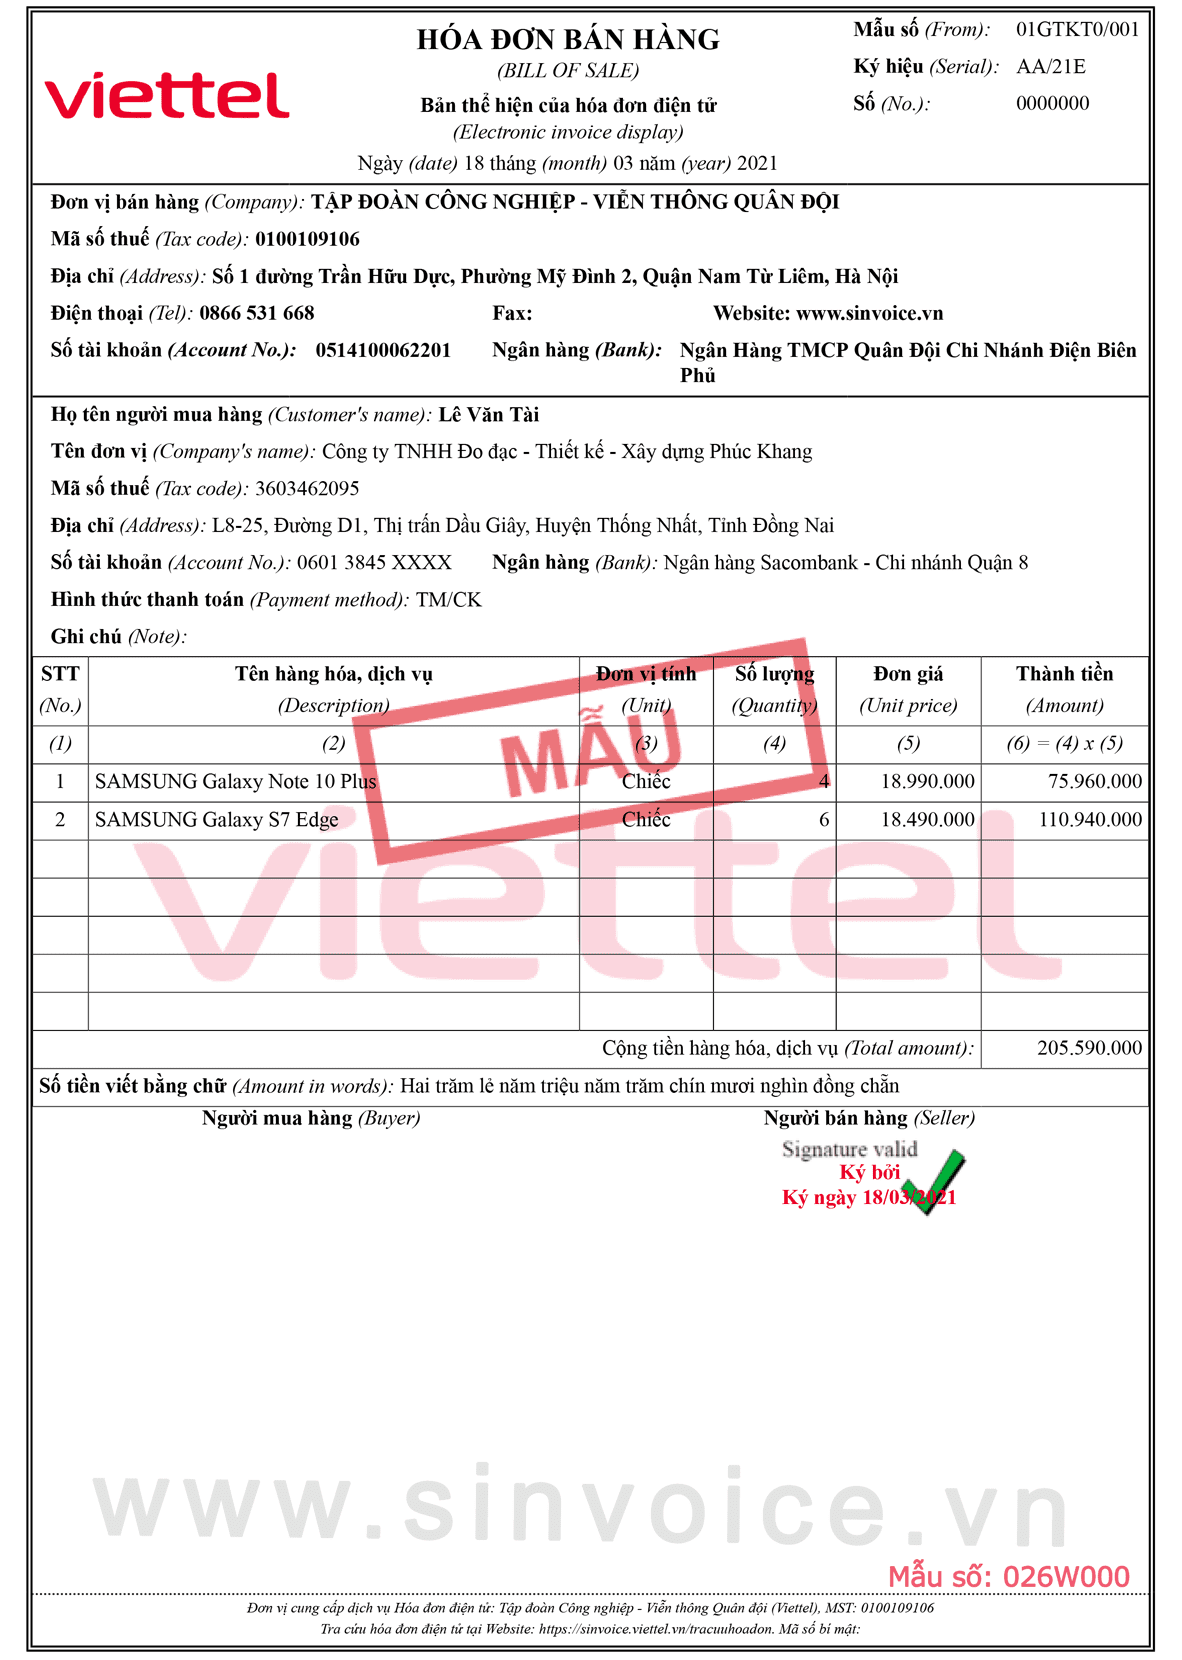 viettel
HÓA ĐƠN BÁN HÀNG
(BILL OF SALE)
Bản thể hiện của hóa đơn điện tử
(Electronic invoice display)
Ngày (date) 18 tháng (month) 03 năm (year) 2021
Mẫu số (From): 01GTKT0/001
Ký hiệu (Serial): AA/21E
Số (No.): 0000000
Đơn vị bán hàng (Company): TẬP ĐOÀN CÔNG NGHIỆP - VIỄN THÔNG QUÂN ĐỘI
Mã số thuế (Tax code): 0100109106
Địa chỉ (Address): Số 1 đường Trần Hữu Dực, Phường Mỹ Đình 2, Quận Nam Từ Liêm, Hà Nội
Điện thoại (Tel): 0866 531 668 Fax: Website: www.sinvoice.vn
Số tài khoản (Account No.): 0514100062201 Ngân hàng (Bank): Ngân Hàng TMCP Quân Đội Chi Nhánh Điện Biên
Phủ
Họ tên người mua hàng (Customer's name): Lê Văn Tài
Tên đơn vị (Company's name): Công ty TNHH Đo đạc - Thiết kế - Xây dựng Phúc Khang
Mã số thuế (Tax code): 3603462095
Địa chỉ (Address): L8-25, Đường D1, Thị trấn Dầu Giây, Huyện Thống Nhất, Tỉnh Đồng Nai
Số tài khoản (Account No.): 0601 3845 XXXX Ngân hàng (Bank): Ngân hàng Sacombank - Chi nhánh Quận 8
Hình thức thanh toán (Payment method): TM/CK
Ghi chú (Note):
STT Tên hàng hóa, dịch vụ Đơn vị tính Số lượng Đơn giá Thành tiền
(No.) (Description) (Unit) (Quantity) (Unit price) (Amount)
(1) (2) (3) (4) (5) (6) = (4) x (5)
MẪU
1 SAMSUNG Galaxy Note 10 Plus Chiếc 4 18.990.000 75.960.000
2 SAMSUNG Galaxy S7 Edge Chiếc 6 18.490.000 110.940.000
viettel
Cộng tiền hàng hóa, dịch vụ (Total amount): 205.590.000
Số tiền viết bằng chữ (Amount in words): Hai trăm lẻ năm triệu năm trăm chín mươi nghìn đồng chẵn
Người mua hàng (Buyer) Người bán hàng (Seller)
Signature valid
Ký bởi
Ký ngày 18/03/2021
www.sinvoice.vn
Mẫu số: 026W000
Đơn vị cung cấp dịch vụ Hóa đơn điện tử: Tập đoàn Công nghiệp - Viễn thông Quân đội (Viettel), MST: 0100109106
Tra cứu hóa đơn điện tử tại Website: https://sinvoice.viettel.vn/tracuuhoadon. Mã số bí mật: